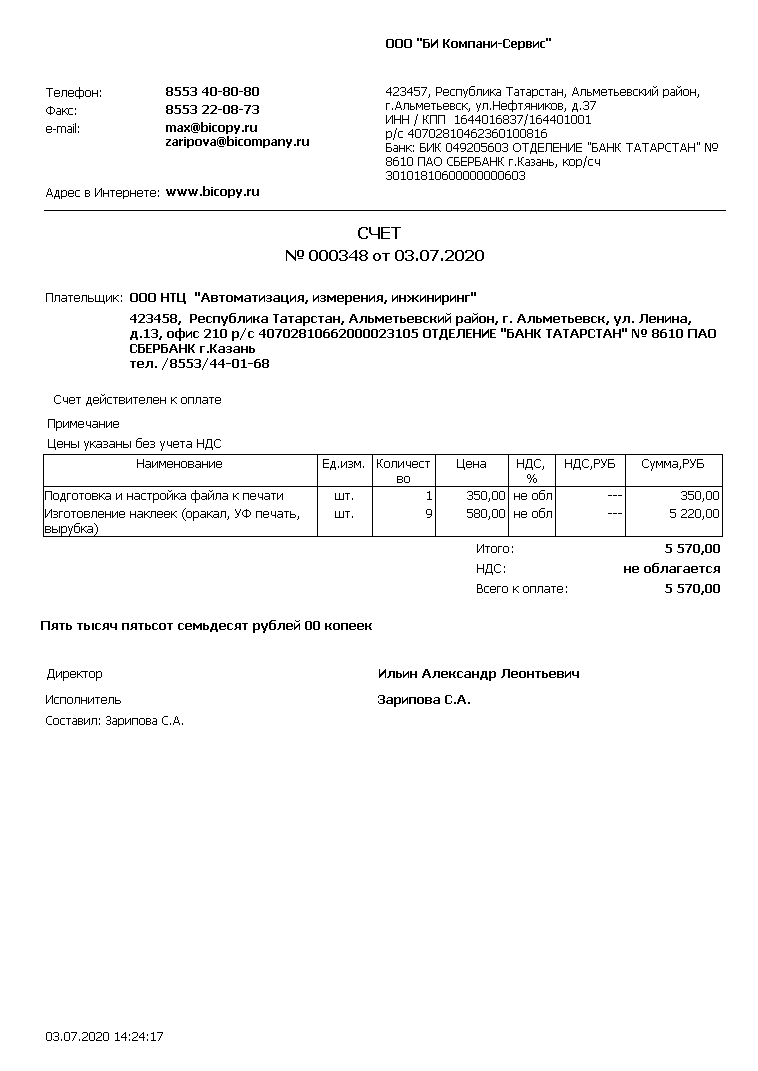 ООО "БИ Компани-Сервис"
Телефон: 8553 40-80-80
Факс: 8553 22-08-73
e-mail: max@bicopy.ru
zaripova@bicompany.ru
Адрес в Интернете: www.bicopy.ru
423457, Республика Татарстан, Альметьевский район,
г.Альметьевск, ул.Нефтяников, д.37
ИНН / КПП 1644016837/164401001
р/с 40702810462360100816
Банк: БИК 049205603 ОТДЕЛЕНИЕ "БАНК ТАТАРСТАН" №
8610 ПАО СБЕРБАНК г.Казань, кор/сч
30101810600000000603
СЧЕТ
№ 000348 от 03.07.2020
Плательщик: ООО НТЦ "Автоматизация, измерения, инжиниринг"
423458, Республика Татарстан, Альметьевский район, г. Альметьевск, ул. Ленина,
д.13, офис 210 р/с 40702810662000023105 ОТДЕЛЕНИЕ "БАНК ТАТАРСТАН" № 8610 ПАО
СБЕРБАНК г.Казань
тел. /8553/44-01-68
Счет действителен к оплате
Примечание
Цены указаны без учета НДС
Наименование Ед.изм. Количест Цена НДС, НДС,РУБ Сумма,РУБ
во %
Подготовка и настройка файла к печати шт. 1 350,00 не обл --- 350,00
Изготовление наклеек (оракал, УФ печать, шт. 9 580,00 не обл --- 5 220,00
вырубка)
Итого: 5 570,00
НДС: не облагается
Всего к оплате: 5 570,00
Пять тысяч пятьсот семьдесят рублей 00 копеек
Директор Ильин Александр Леонтьевич
Исполнитель Зарипова С.А.
Составил: Зарипова С.А.
03.07.2020 14:24:17